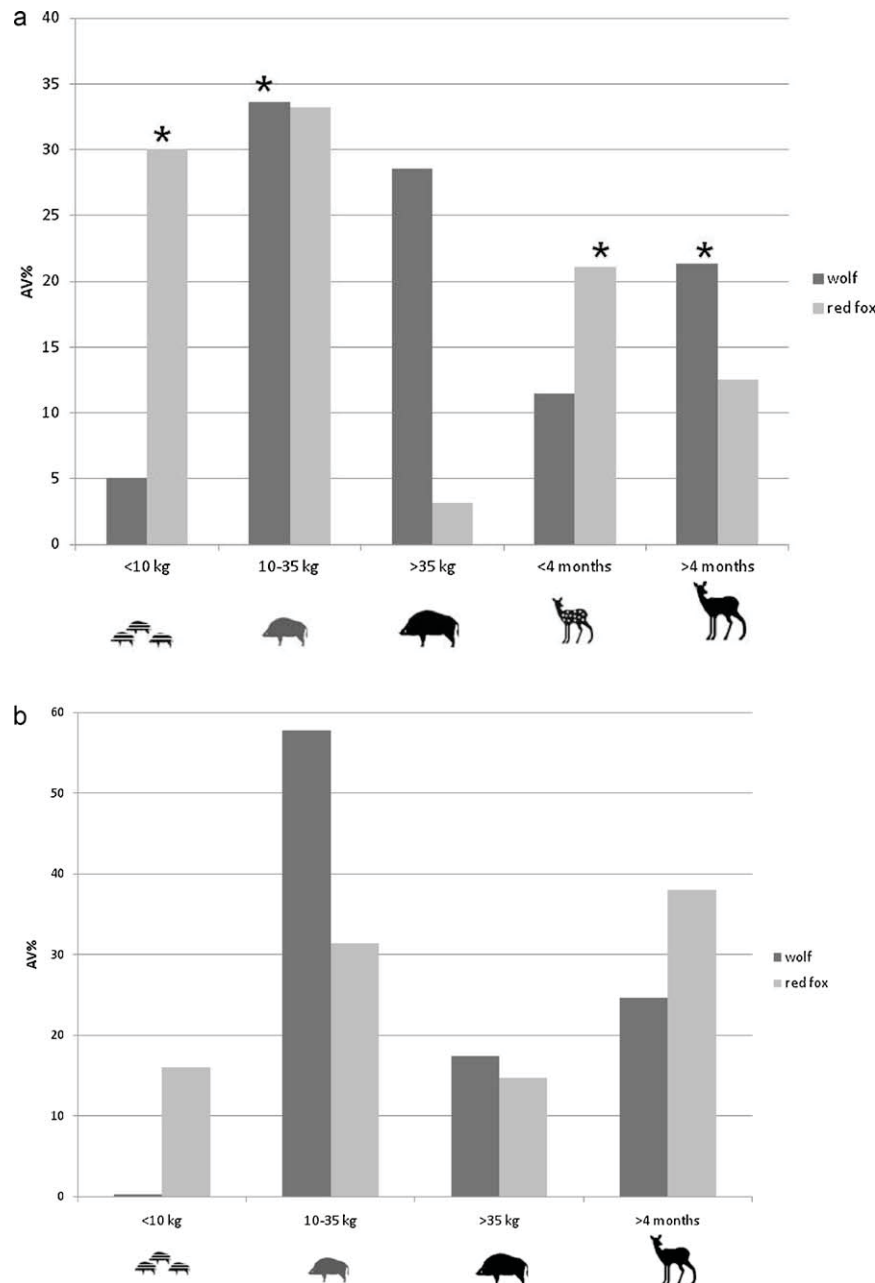 a
40
35
30
25
20
15
10
5
0
AV%
*
*
*
*
wolf
red fox
<10 kg
10-35 kg
>35 kg
<4 months
>4 months
b
60
50
40
30
20
10
0
AV%
wolf
red fox
<10 kg
10-35 kg
>35 kg
>4 months